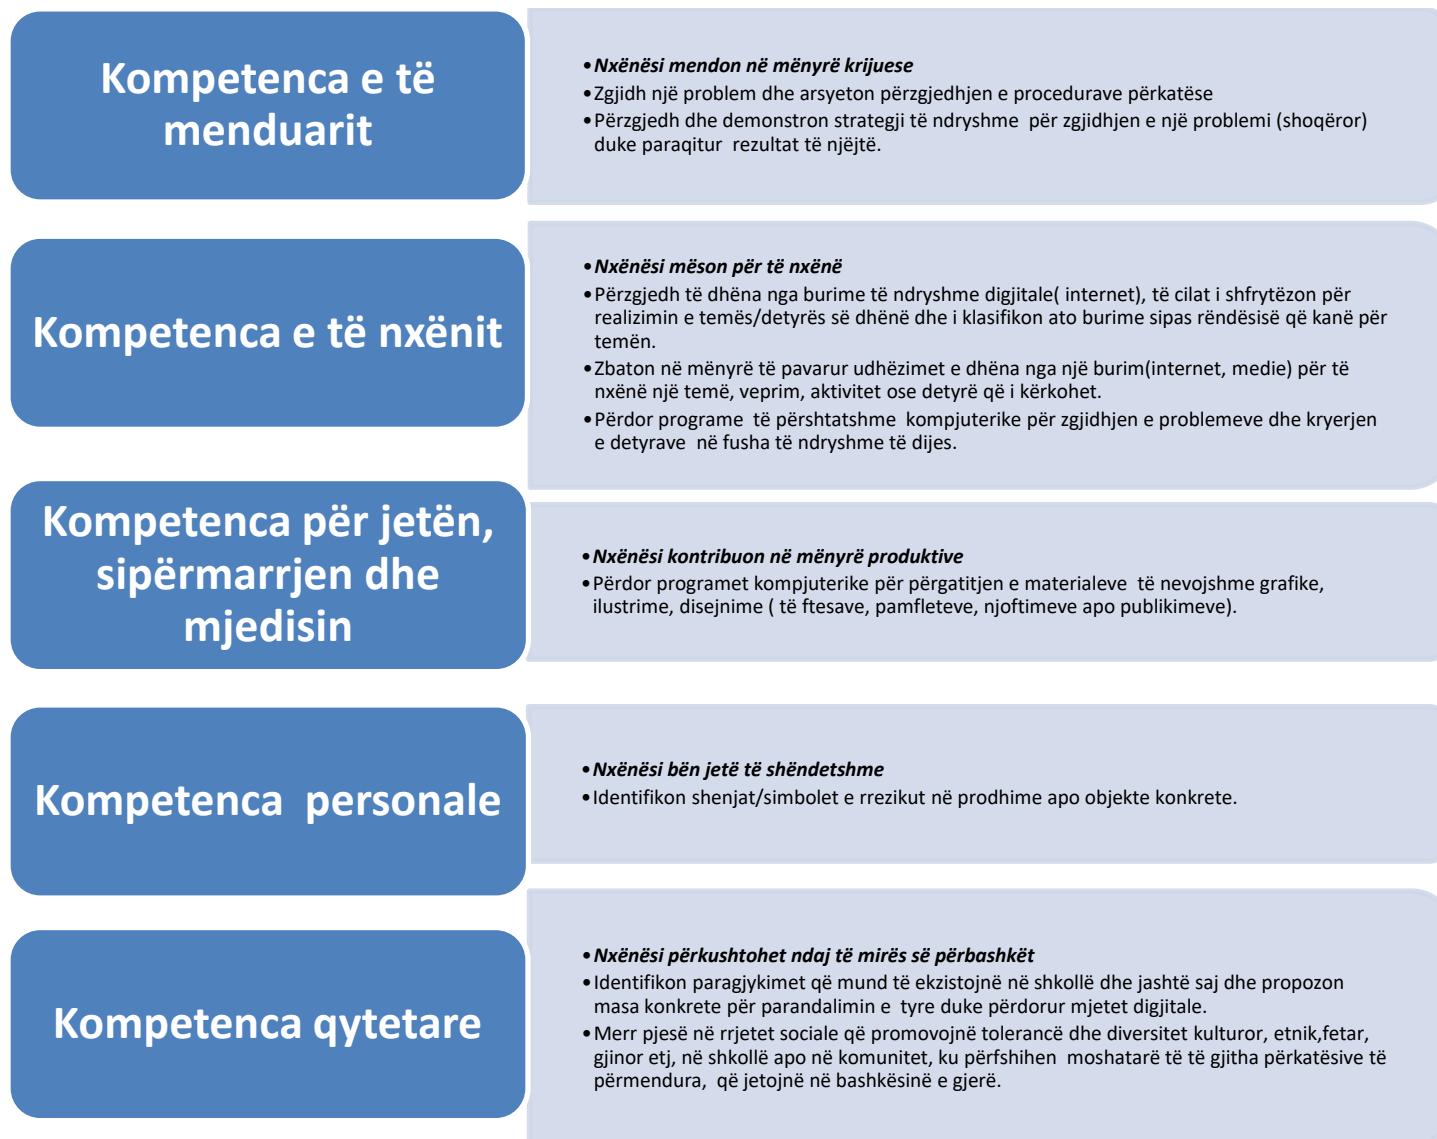 Kompetenca e të
menduarit
•Nxënësi mendon në mënyrë krijuese
•Zgjidh një problem dhe arsyeton përzgjedhjen e procedurave përkatëse
•Përzgjedh dhe demonstron strategji të ndryshme për zgjidhjen e një problemi (shoqëror)
duke paraqitur rezultat të njëjtë.
Kompetenca e të nxënit
•Nxënësi mëson për të nxënë
•Përzgjedh të dhëna nga burime të ndryshme digjitale( internet), të cilat i shfrytëzon për
realizimin e temës/detyrës së dhënë dhe i klasifikon ato burime sipas rëndësisë që kanë për
temën.
•Zbaton në mënyrë të pavarur udhëzimet e dhëna nga një burim(internet, medie) për të
nxënë një temë, veprim, aktivitet ose detyrë që i kërkohet.
•Përdor programe të përshtatshme kompjuterike për zgjidhjen e problemeve dhe kryerjen
e detyrave në fusha të ndryshme të dijes.
Kompetenca për jetën,
sipërmarrjen dhe
mjedisin
•Nxënësi kontribuon në mënyrë produktive
•Përdor programet kompjuterike për përgatitjen e materialeve të nevojshme grafike,
ilustrime, disejnime ( të ftesave, pamfleteve, njoftimeve apo publikimeve).
Kompetenca personale
•Nxënësi bën jetë të shëndetshme
•Identifikon shenjat/simbolet e rrezikut në prodhime apo objekte konkrete.
Kompetenca qytetare
•Nxënësi përkushtohet ndaj të mirës së përbashkët
•Identifikon paragjykimet që mund të ekzistojnë në shkollë dhe jashtë saj dhe propozon
masa konkrete për parandalimin e tyre duke përdorur mjetet digjitale.
•Merr pjesë në rrjetet sociale që promovojnë tolerancë dhe diversitet kulturor, etnik,fetar,
gjinor etj, në shkollë apo në komunitet, ku përfshihen moshatarë të të gjitha përkatësive të
përmendura, që jetojnë në bashkësinë e gjerë.